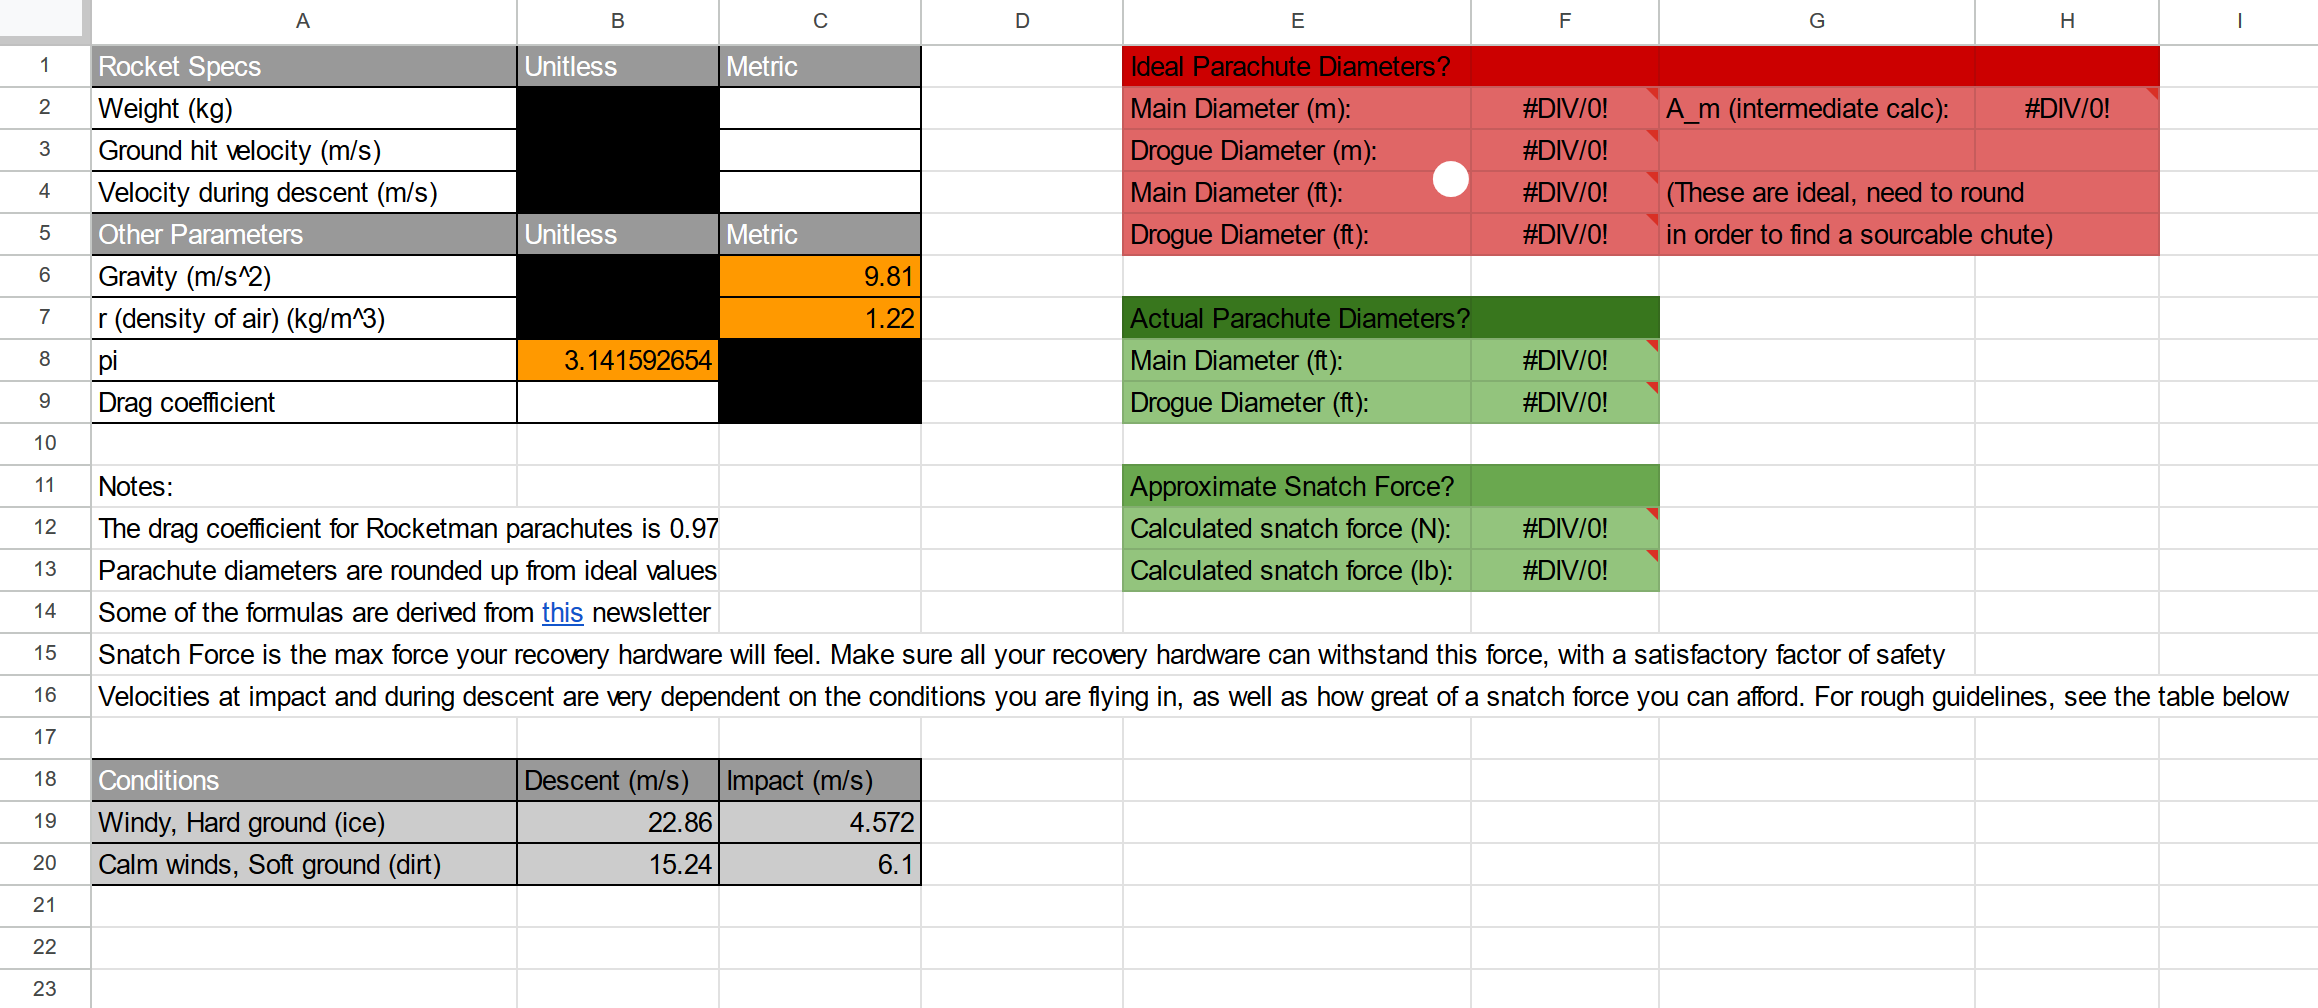 A B C D E F G H I
1 Rocket Specs Unitless Metric Ideal Parachute Diameters?
2 Weight (kg) Main Diameter (m): #DIV/0! A_m (intermediate calc): #DIV/0!
3 Ground hit velocity (m/s) Drogue Diameter (m): #DIV/0!
4 Velocity during descent (m/s) Main Diameter (ft): #DIV/0! (These are ideal, need to round
5 Other Parameters Unitless Metric Drogue Diameter (ft): #DIV/0! in order to find a sourcable chute)
6 Gravity (m/s^2) 9.81
7 r (density of air) (kg/m^3) 1.22 Actual Parachute Diameters?
8 pi 3.141592654 Main Diameter (ft): #DIV/0!
9 Drag coefficient Drogue Diameter (ft): #DIV/0!
10
11 Notes: Approximate Snatch Force?
12 The drag coefficient for Rocketman parachutes is 0.97 Calculated snatch force (N): #DIV/0!
13 Parachute diameters are rounded up from ideal values Calculated snatch force (lb): #DIV/0!
14 Some of the formulas are derived from this newsletter
15 Snatch Force is the max force your recovery hardware will feel. Make sure all your recovery hardware can withstand this force, with a satisfactory factor of safety
16 Velocities at impact and during descent are very dependent on the conditions you are flying in, as well as how great of a snatch force you can afford. For rough guidelines, see the table below
17
18 Conditions Descent (m/s) Impact (m/s)
19 Windy, Hard ground (ice) 22.86 4.572
20 Calm winds, Soft ground (dirt) 15.24 6.1
21
22
23